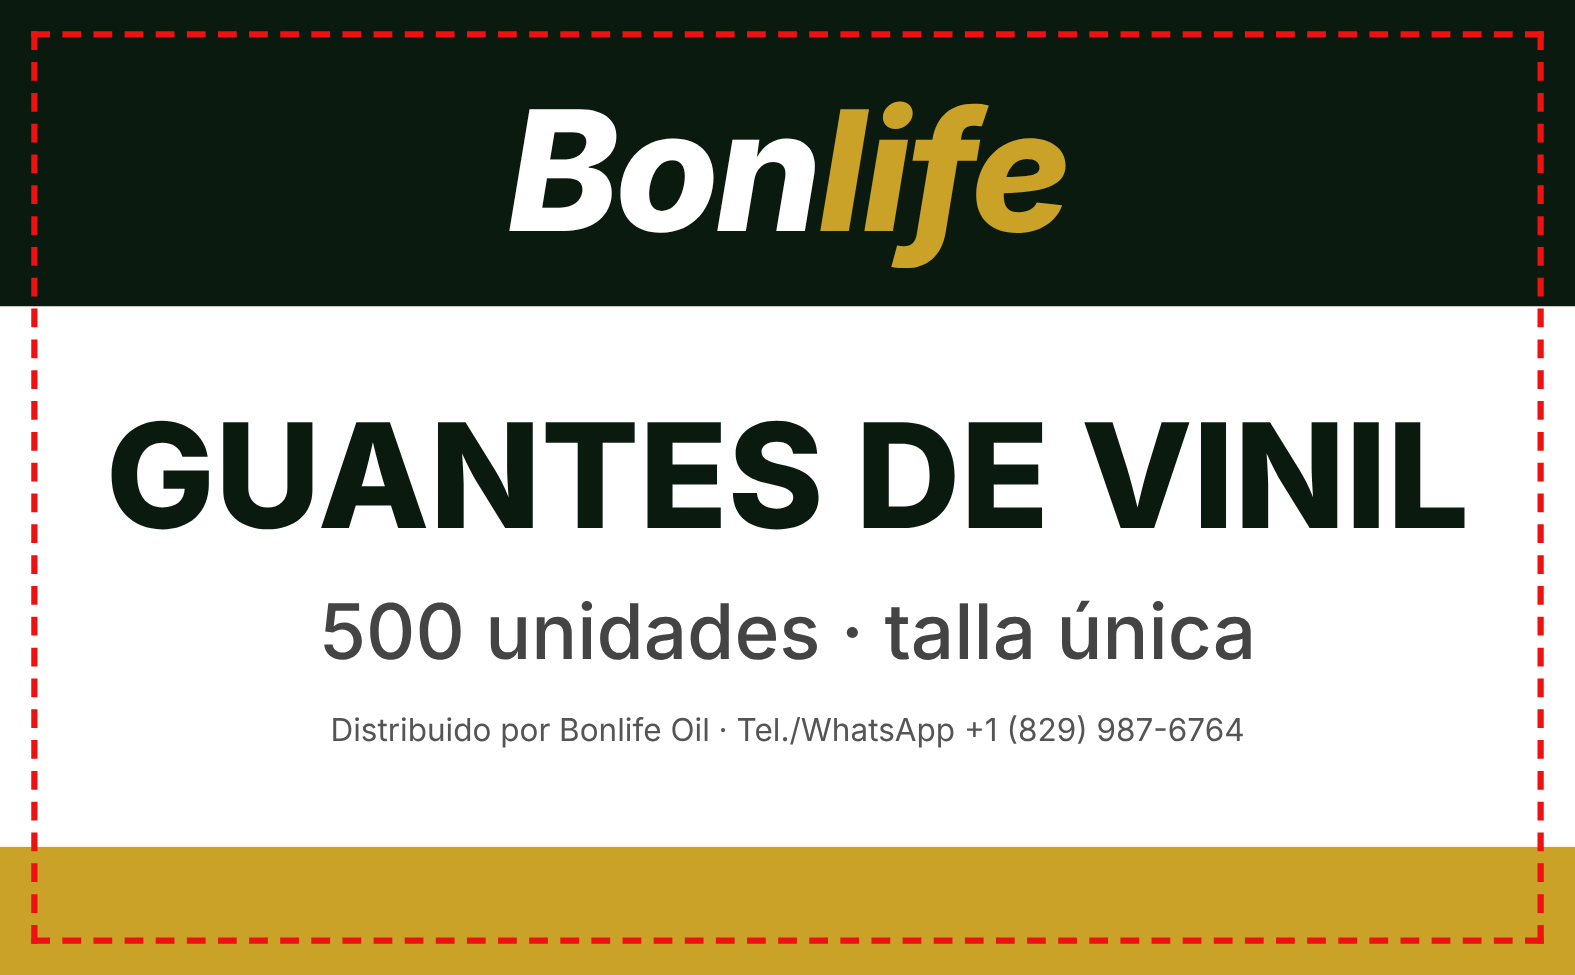 Bonlife
GUANTES DE VINIL
500 unidades · talla única
Distribuido por Bonlife Oil · Tel./WhatsApp +1 (829) 987-6764